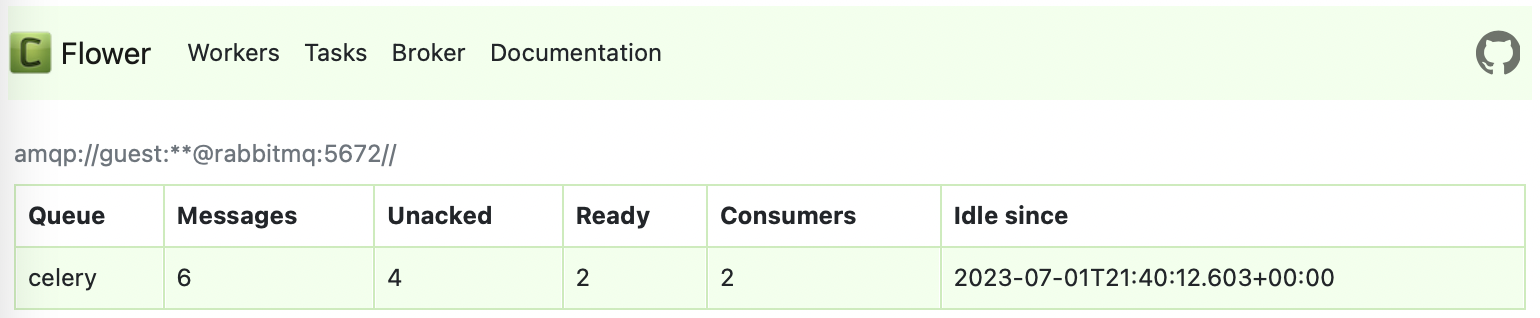 Flower Workers Tasks Broker Documentation
amqp://guest:**@rabbitmq:5672//
Queue Messages Unacked Ready Consumers Idle since
celery 6 4 2 2 2023-07-01T21:40:12.603+00:00